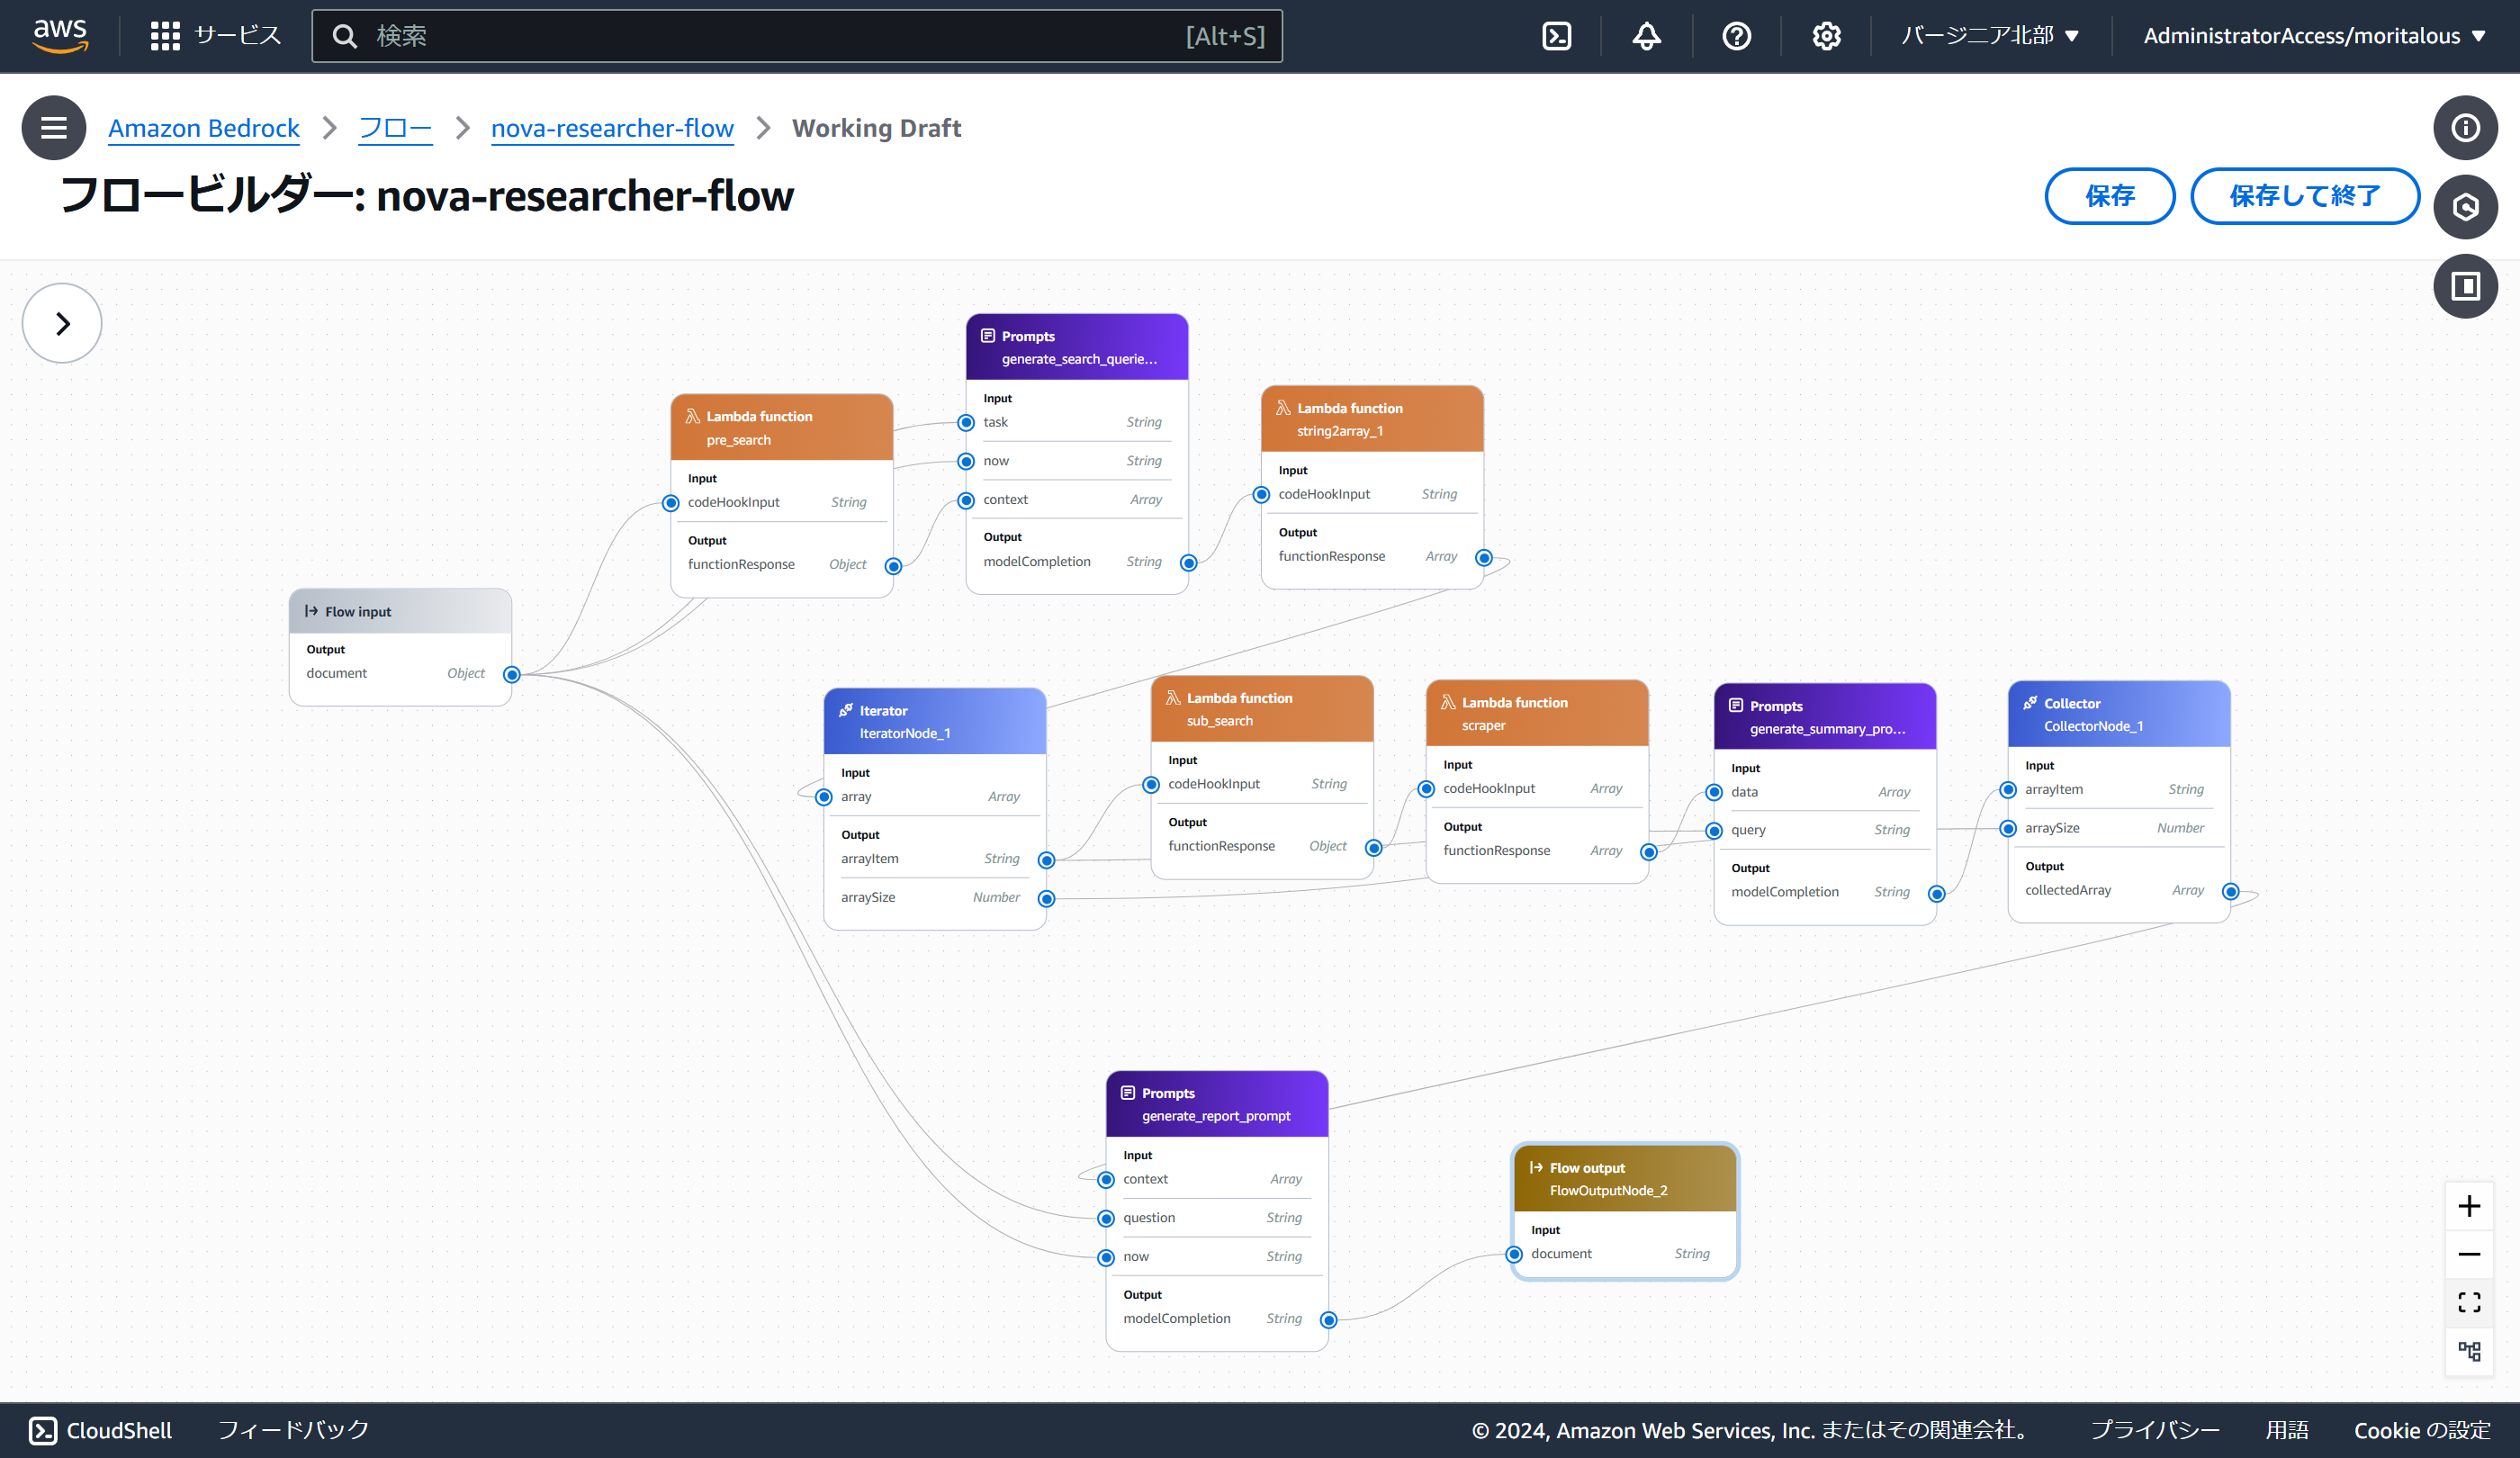 aws
サービス
検索
[Alt+S]
バージニア北部
AdministratorAccess/moritalous
Amazon Bedrock
フロー
nova-researcher-flow
Working Draft
フロービルダー: nova-researcher-flow
保存
保存して終了
Prompts
generate_search_querie...
Input
task String
now String
context Array
Output
modelCompletion String
Lambda function
pre_search
Input
codeHookInput String
Output
functionResponse Object
Lambda function
string2array_1
Input
codeHookInput String
Output
functionResponse Array
Flow input
Output
document Object
Iterator
IteratorNode_1
Input
array Array
Output
arrayItem String
arraySize Number
Lambda function
sub_search
Input
codeHookInput String
Output
functionResponse Object
Lambda function
scraper
Input
codeHookInput Array
Output
functionResponse Array
Prompts
generate_summary_pro...
Input
data Array
query String
Output
modelCompletion String
Collector
CollectorNode_1
Input
arrayItem String
arraySize Number
Output
collectedArray Array
Prompts
generate_report_prompt
Input
context Array
question String
now String
Output
modelCompletion String
Flow output
FlowOutputNode_2
Input
document String
CloudShell
フィードバック
© 2024, Amazon Web Services, Inc. またはその関連会社。
プライバシー
用語
Cookie の設定